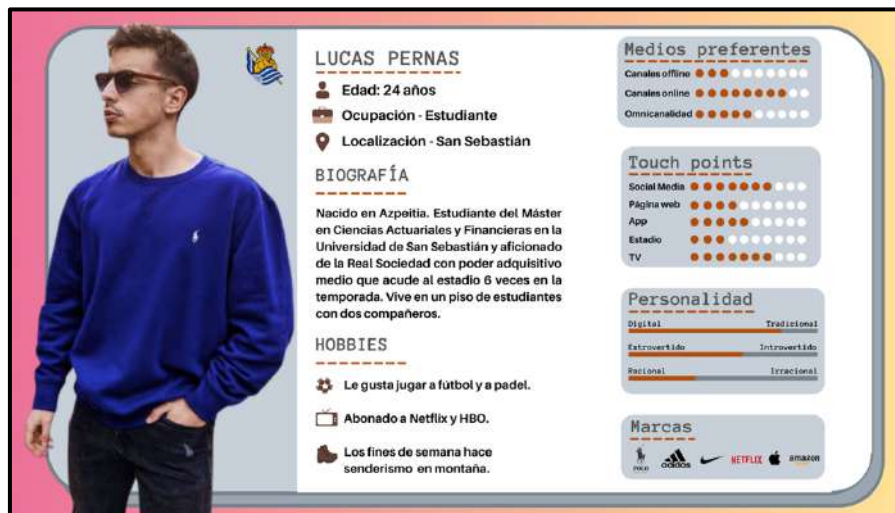 LUCAS PERNAS
Edad: 24 años
Ocupación - Estudiante
Localización - San Sebastián
BIOGRAFÍA
Nacido en Azpeitia. Estudiante del Máster
en Ciencias Actuariales y Financieras en la
Universidad de San Sebastián y aficionado
de la Real Sociedad con poder adquisitivo
medio que acude al estadio 6 veces en la
temporada. Vive en un piso de estudiantes
con dos compañeros.
HOBBIES
Le gusta jugar a fútbol y a padel.
Abonado a Netflix y HBO.
Los fines de semana hace
senderismo en montaña.
Medios preferentes
Canales offline
Canales online
Omnicanalidad
Touch points
Social Media
Página web
App
Estadio
TV
Personalidad
Digital Tradicional
Extrovertido Introvertido
Racional Irracional
Marcas
POLO adidas NETFLIX amazon